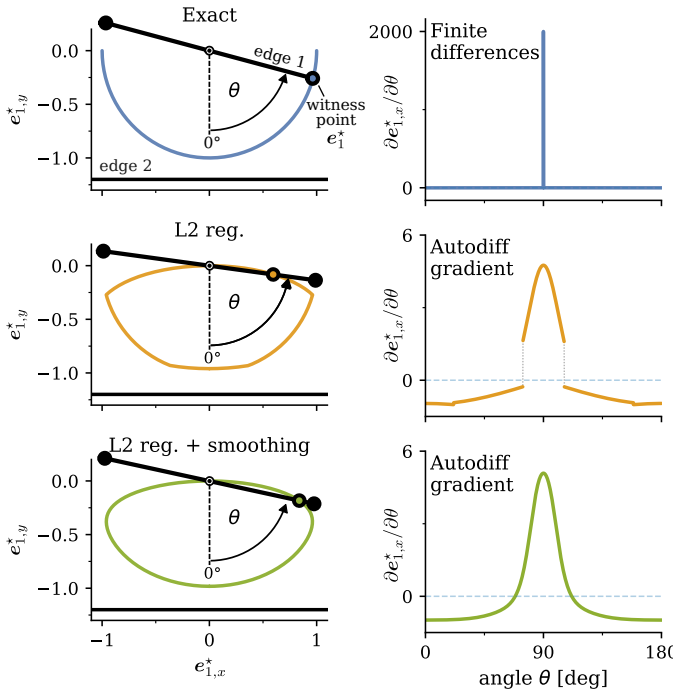 Exact
0.0
−0.5
−1.0
e⋆1,y
edge 1
θ
0°
witness
point
e⋆1
edge 2
Finite
differences
2000
0
∂e⋆1,x/∂θ
L2 reg.
0.0
−0.5
−1.0
e⋆1,y
θ
0°
Autodiff
gradient
6
0
∂e⋆1,x/∂θ
L2 reg. + smoothing
0.0
−0.5
−1.0
e⋆1,y
θ
0°
−1
0
1
e⋆1,x
Autodiff
gradient
6
0
∂e⋆1,x/∂θ
0
90
180
angle θ [deg]